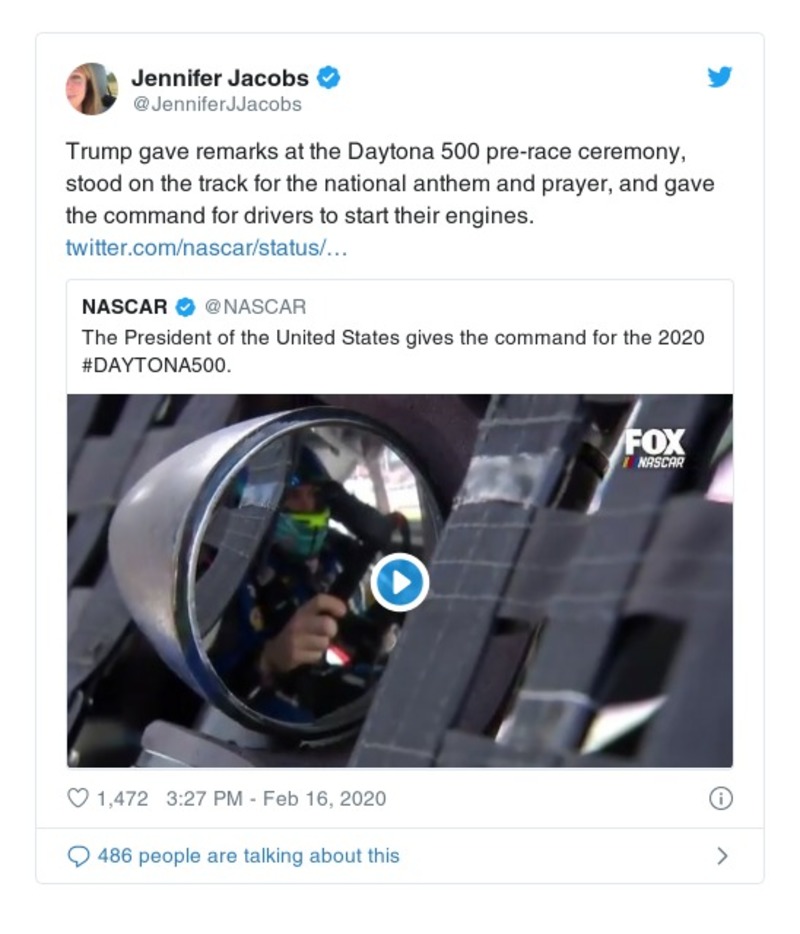 Jennifer Jacobs
@JenniferJJacobs
Trump gave remarks at the Daytona 500 pre-race ceremony,
stood on the track for the national anthem and prayer, and gave
the command for drivers to start their engines.
twitter.com/nascar/status/…
NASCAR @NASCAR
The President of the United States gives the command for the 2020
#DAYTONA500.
FOX
NASCAR
1,472 3:27 PM - Feb 16, 2020
486 people are talking about this